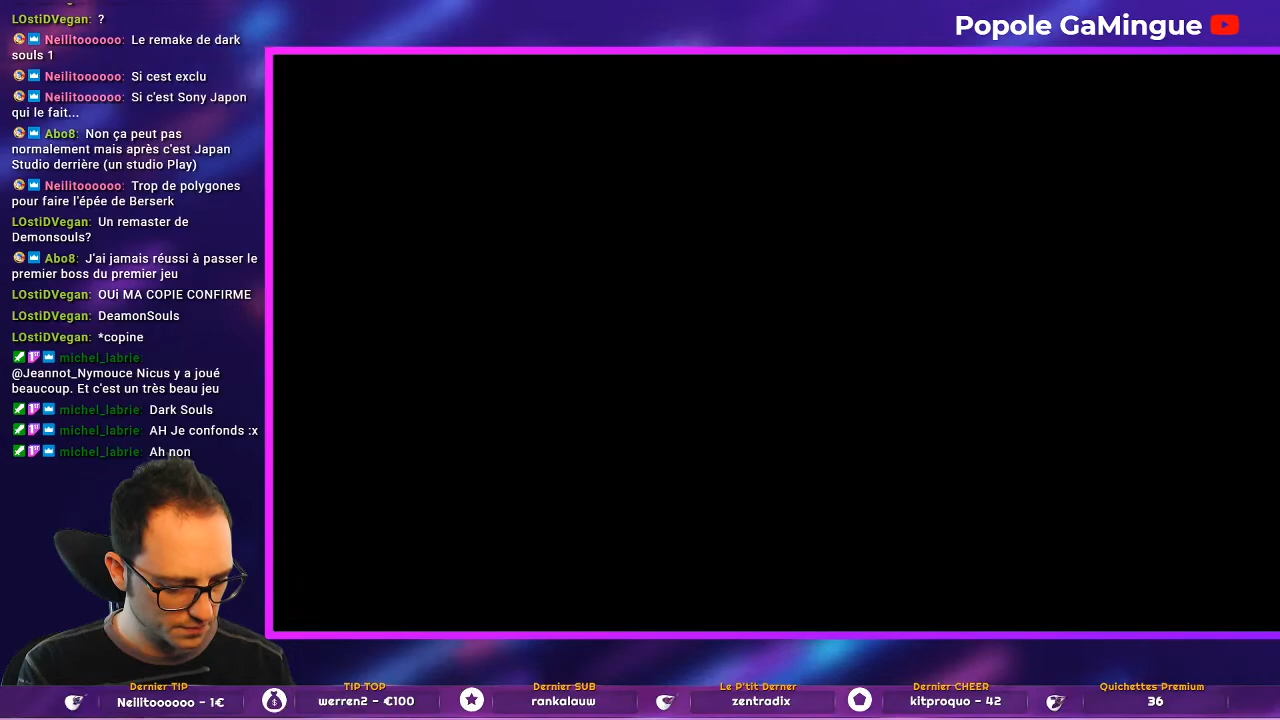 LOstiDVegan: ?
Neilitoooooo: Le remake de dark
souls 1
Neilitoooooo: Si cest exclu
Neilitoooooo: Si c'est Sony Japon
qui le fait...
Abo8: Non ça peut pas
normalement mais après c'est Japan
Studio derrière (un studio Play)
Neilitoooooo: Trop de polygones
pour faire l'épée de Berserk
LOstiDVegan: Un remaster de
Demonsouls?
Abo8: J'ai jamais réussi à passer le
premier boss du premier jeu
LOstiDVegan: OUi MA COPIE CONFIRME
LOstiDVegan: DeamonSouls
LOstiDVegan: *copine
michel_labrie:
@Jeannot_Nymouce Nicus y a joué
beaucoup. Et c'est un très beau jeu
michel_labrie: Dark Souls
michel_labrie: AH Je confonds :x
michel_labrie: Ah non
Popole GaMingue
Dernier TIP
Neilitoooooo - 1€
TIP TOP
werren2 - €100
Dernier SUB
rankalauw
Le P'tit Derner
zentradix
Dernier CHEER
kitproquo - 42
Quichettes Premium
36